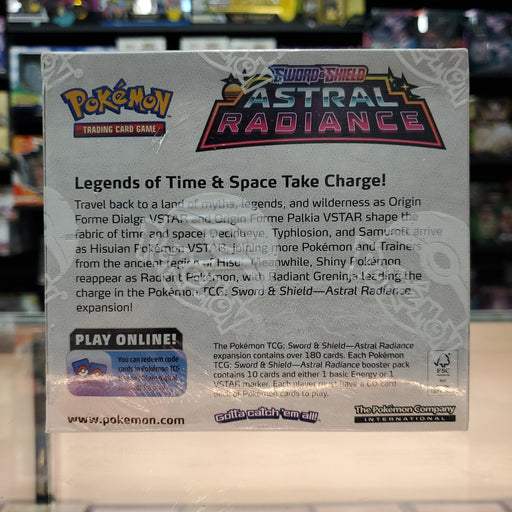 POKéMON
TRADING CARD GAME
SWORD & SHIELD
ASTRAL
RADIANCE
Legends of Time & Space Take Charge!
Travel back to a land of myths, legends, and wilderness as Origin
Forme Dialga VSTAR and Origin Forme Palkia VSTAR shape the
fabric of time and space! Decidueye, Typhlosion, and Samurott arrive
as Hisuian Pokémon VSTAR, joining more Pokémon and Trainers
from the ancient region of Hisui. Meanwhile, Shiny Pokémon
reappear as Radiant Pokémon, with Radiant Greninja leading the
charge in the Pokémon TCG: Sword & Shield—Astral Radiance
expansion!
PLAY ONLINE!
You can redeem code
cards in Pokémon TCG
www.pokemon.com
The Pokémon TCG: Sword & Shield—Astral Radiance
expansion contains over 180 cards. Each Pokémon
TCG: Sword & Shield—Astral Radiance booster pack
contains 10 cards and either 1 basic Energy or 1
VSTAR marker. Each player must have a 60-card
deck of Pokémon cards to play.
Gotta catch 'em all!
The Pokémon Company
INTERNATIONAL
FSC